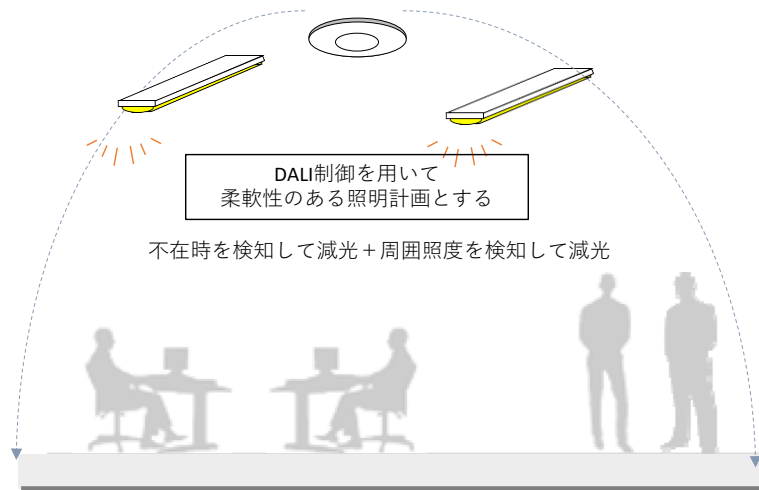 DALI制御を用いて
柔軟性のある照明計画とする
不在時を検知して減光＋周囲照度を検知して減光